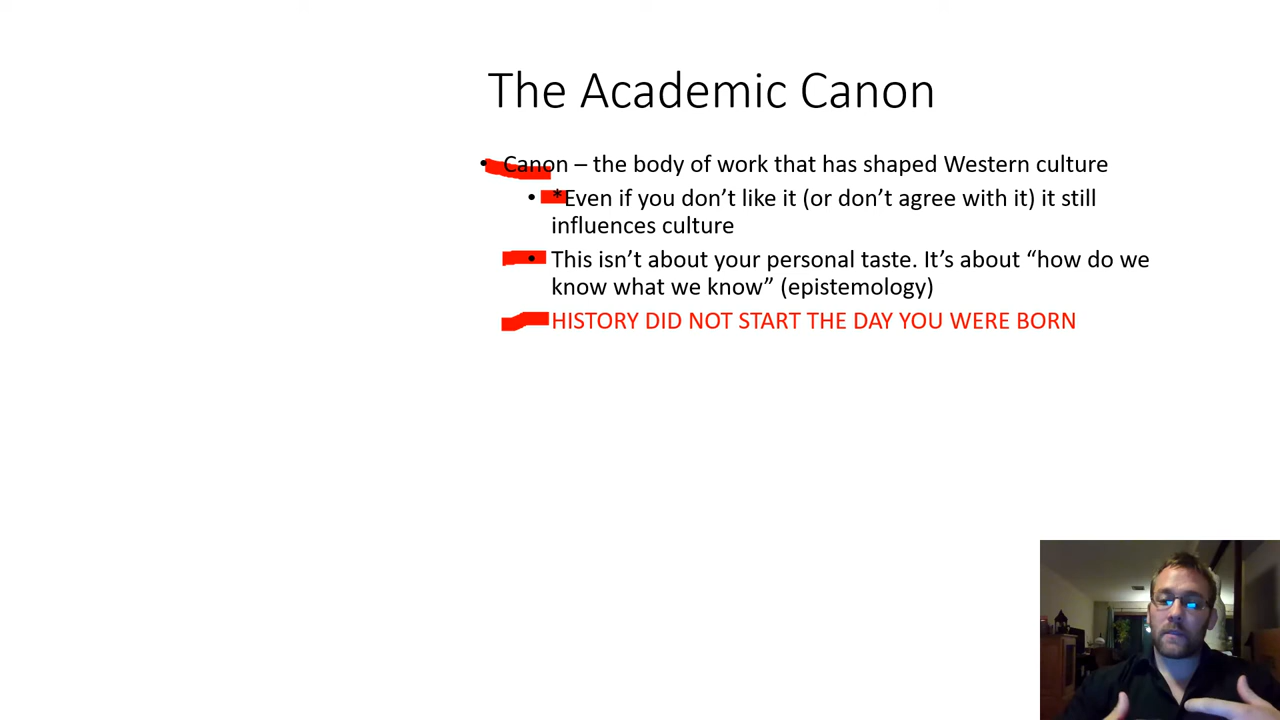 The Academic Canon
• Canon – the body of work that has shaped Western culture
• *Even if you don’t like it (or don’t agree with it) it still
influences culture
• This isn’t about your personal taste. It’s about “how do we
know what we know” (epistemology)
HISTORY DID NOT START THE DAY YOU WERE BORN